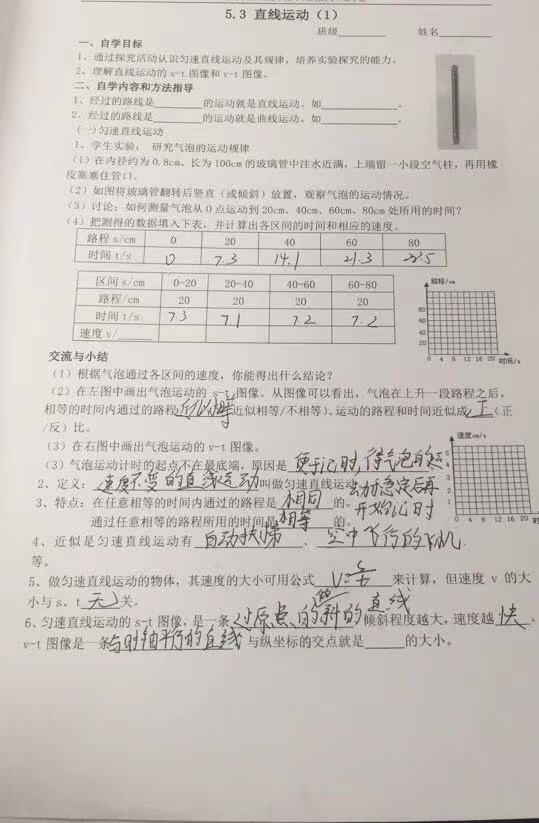 5.3 直线运动（1）
班级________ 姓名________
一、自学目标
1、通过探究活动认识匀速直线运动及其规律，培养实验探究的能力。
2、理解直线运动的 s-t 图像和 v-t 图像。
二、自学内容和方法指导
1、经过的路线是________的运动就是直线运动。如____________。
2、经过的路线是________的运动就是曲线运动。如____________。
(一)匀速直线运动
1、学生实验： 研究气泡的运动规律
（1）在内径约为 0.8cm、长为 100cm 的玻璃管中注水近满，上端留一小段空气柱，再用橡
皮塞塞住管口。
（2）如图将玻璃管翻转后竖直（或倾斜）放置，观察气泡的运动情况。
（3）讨论：如何测量气泡从 0 点运动到 20cm、40cm、60cm、80cm 处所用的时间？
（4）把测得的数据填入下表，并计算出各区间的时间和相应的速度。
路程 s/cm 0 20 40 60 80
时间 t/s 0 7.3 14.1 21.3
区间 s/cm 0-20 20-40 40-60 60-80
路程/cm 20 20 20 20
时间 t/s 7.3 7.1 7.2 7.2
速度 v/______
路程/cm
80
60
40
20
0 4 8 12 16 20 时间/s
交流与小结
（1）根据气泡通过各区间的速度，你能得出什么结论？
（2）在左图中画出气泡运动的 s-t 图像。从图像可以看出，气泡在上升一段路程之后，
相等的时间内通过的路程近似相等（近似相等/不相等）。运动的路程和时间近似成正（正
/反）比。
（3）在右图中画出气泡运动的 v-t 图像。
（3）气泡运动计时的起点不在最底端，原因是便于记时,待气泡的运
动稳定后再
开始记时
速度cm/s
5
4
3
2
1
0 4 8 12 16 20 时
2、定义：速度不变的直线运动叫做匀速直线运动
3、特点：在任意相等的时间内通过的路程是相同的。
通过任意相等的路程所用的时间是相等的。
4、近似是匀速直线运动有自动扶梯、空中飞行的飞机
等。
5、做匀速直线运动的物体，其速度的大小可用公式 v=s/t 来计算，但速度 v 的大
小与 s、t 无关。
6、匀速直线运动的 s-t 图像，是一条过原点的斜的直线 倾斜程度越大，速度越快。
v-t 图像是一条与时轴平行的直线 与纵坐标的交点就是______的大小。